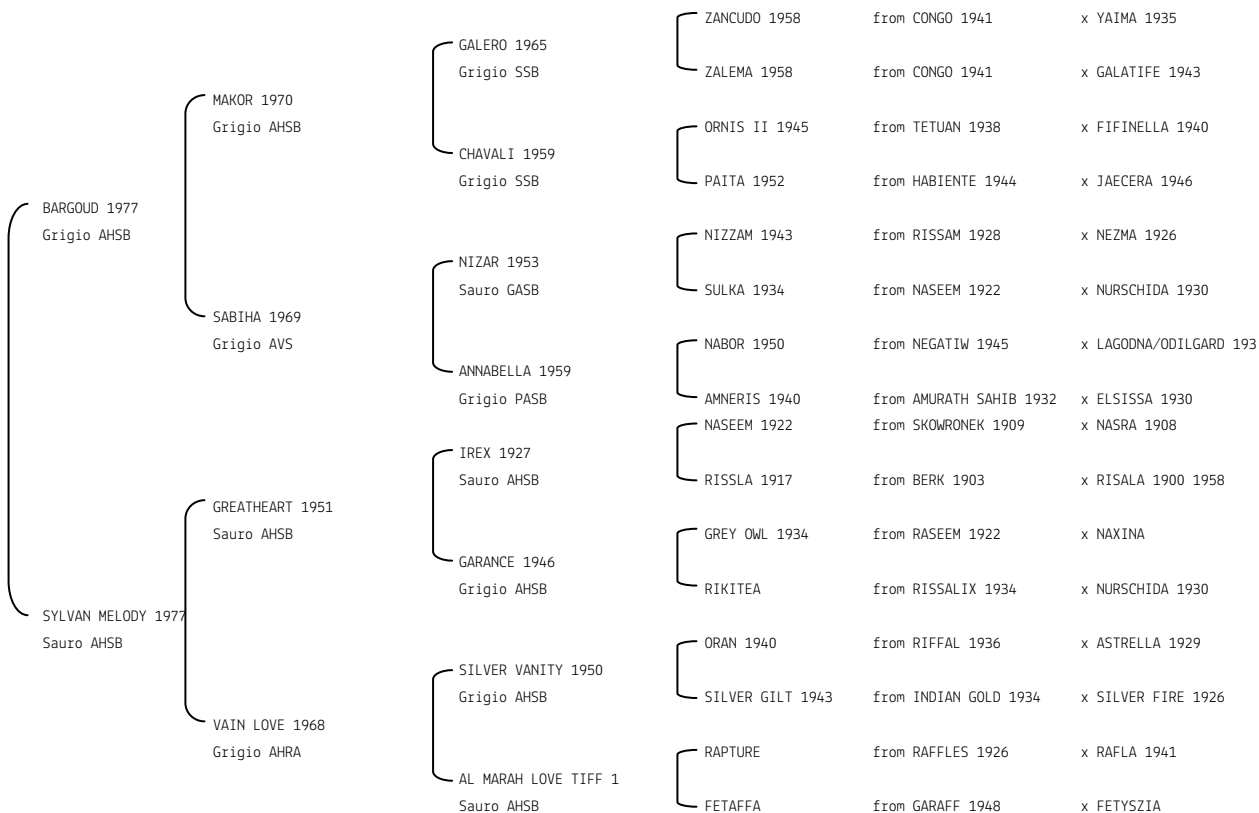 ZANCUDO 1958 from CONGO 1941 x YAIMA 1935
GALERO 1965
Grigio SSB
ZALEMA 1958 from CONGO 1941 x GALATIFE 1943
MAKOR 1970
Grigio AHSB
ORNIS II 1945 from TETUAN 1938 x FIFINELLA 1940
CHAVALI 1959
Grigio SSB
PAITA 1952 from HABIENTE 1944 x JAECERA 1946
BARGOUD 1977
Grigio AHSB
NIZZAM 1943 from RISSAM 1928 x NEZMA 1926
NIZAR 1953
Sauro GASB
SULKA 1934 from NASEEM 1922 x NURSCHIDA 1930
SABIHA 1969
Grigio AVS
NABOR 1950 from NEGATIW 1945 x LAGODNA/ODILGARD 193
ANNABELLA 1959
Grigio PASB
AMNERIS 1940 from AMURATH SAHIB 1932 x ELSISSA 1930
NASEEM 1922 from SKOWRONEK 1909 x NASRA 1908
IREX 1927
Sauro AHSB
RISSLA 1917 from BERK 1903 x RISALA 1900 1958
GREATHEART 1951
Sauro AHSB
GREY OWL 1934 from RASEEM 1922 x NAXINA
GARANCE 1946
Grigio AHSB
RIKITEA from RISSALIX 1934 x NURSCHIDA 1930
SYLVAN MELODY 1977
Sauro AHSB
ORAN 1940 from RIFFAL 1936 x ASTRELLA 1929
SILVER VANITY 1950
Grigio AHSB
SILVER GILT 1943 from INDIAN GOLD 1934 x SILVER FIRE 1926
VAIN LOVE 1968
Grigio AHRA
RAPTURE from RAFFLES 1926 x RAFLA 1941
AL MARAH LOVE TIFF 1
Sauro AHSB
FETAFFA from GARAFF 1948 x FETYSZIA